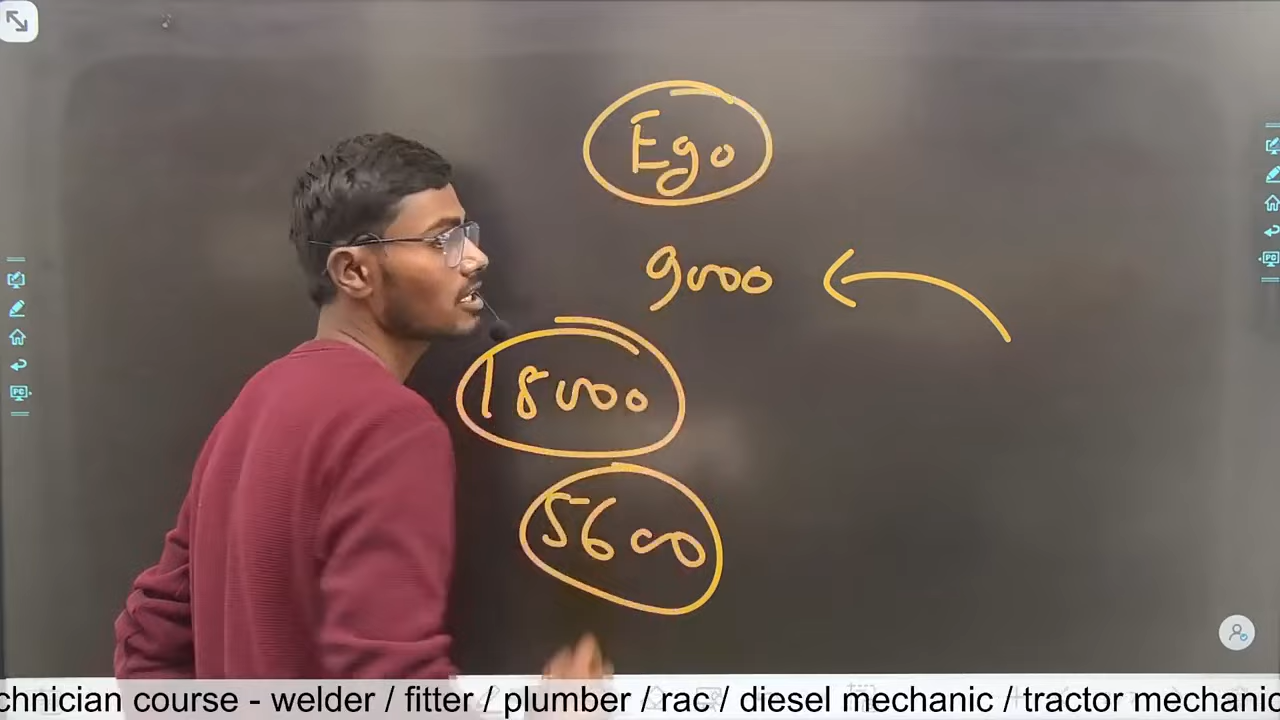 Ego
9000
18000
5600
chnician course - welder / fitter / plumber / rac / diesel mechanic / tractor mechanic